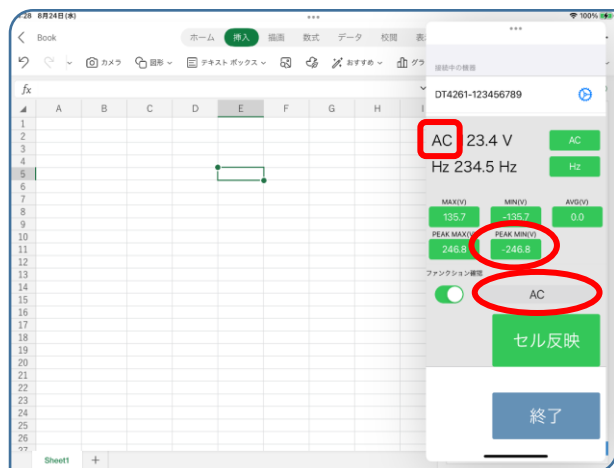 :28 8月24日(水)
100%
Book
ホーム 挿入 描画 数式 データ 校閲 表
カメラ 図形 テキスト ボックス おすすめ グラ
fx
A B C D E F G H I
1
2
3
4
5
6
7
8
9
10
11
12
13
14
15
16
17
18
19
20
21
22
23
24
25
26
27
Sheet1 +
接続中の機器
DT4261-123456789
AC 23.4 V AC
Hz 234.5 Hz Hz
MAX(V) MIN(V) AVG(V)
135.7 -135.7 0.0
PEAK MAX(V) PEAK MIN(V)
246.8 -246.8
ファンクション確認
AC
セル反映
終了